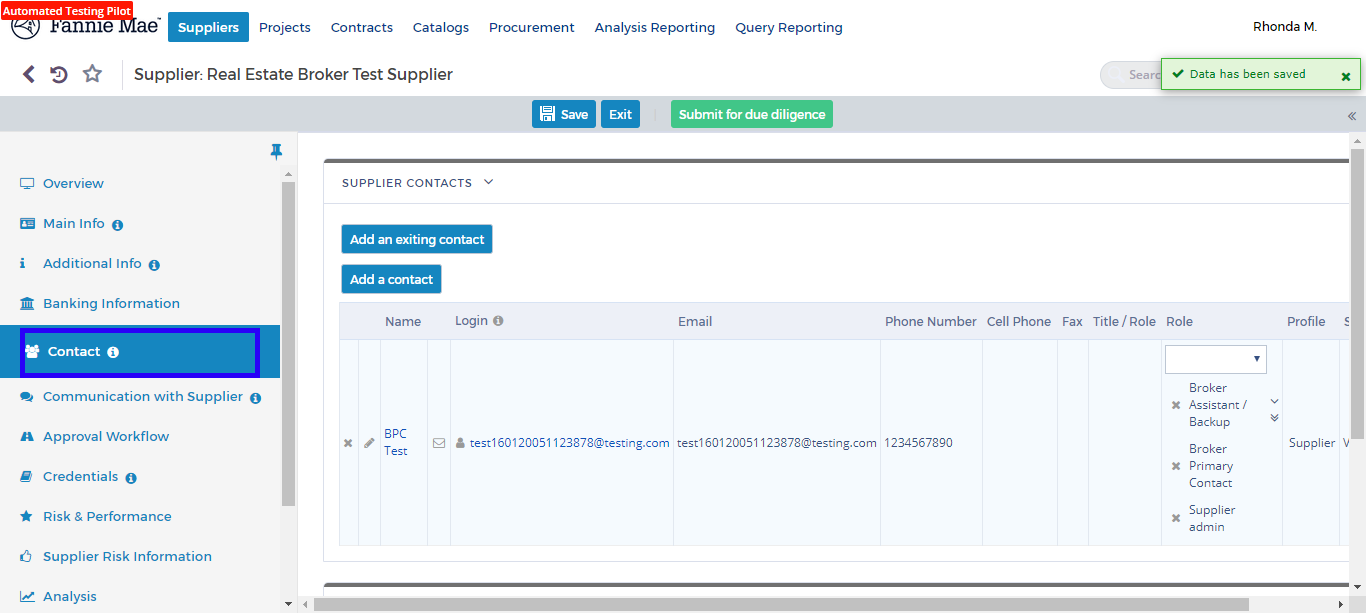 Automated Testing Pilot
Fannie Mae
Suppliers Projects Contracts Catalogs Procurement Analysis Reporting Query Reporting
Rhonda M.
Supplier: Real Estate Broker Test Supplier
Searc
Data has been saved
Save Exit Submit for due diligence
Overview
Main Info
Additional Info
Banking Information
Contact
Communication with Supplier
Approval Workflow
Credentials
Risk & Performance
Supplier Risk Information
Analysis
SUPPLIER CONTACTS
Add an exiting contact
Add a contact
Name Login Email Phone Number Cell Phone Fax Title / Role Role Profile S
BPC
Test
test160120051123878@testing.com test160120051123878@testing.com 1234567890
Broker
Assistant /
Backup
Broker
Primary
Contact
Supplier
admin
Supplier V